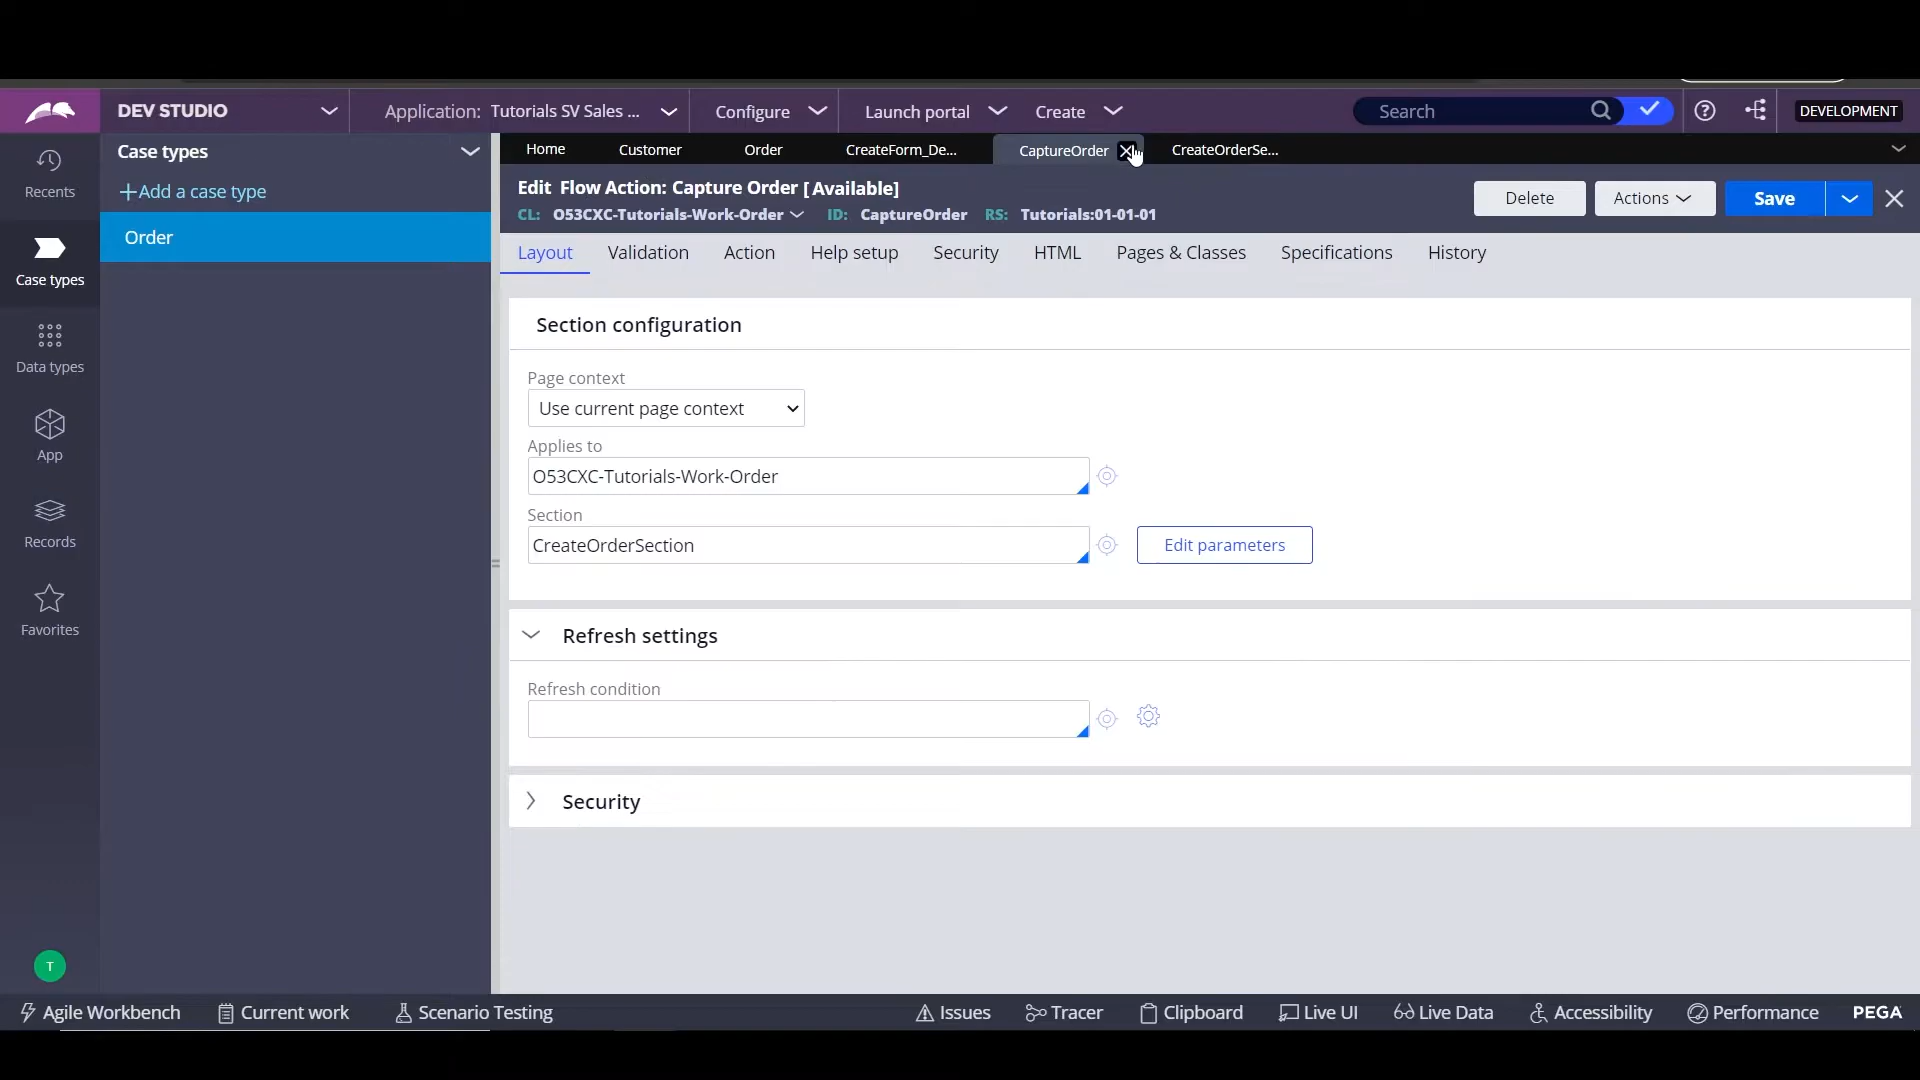 DEV STUDIO
Application: Tutorials SV Sales ...
Configure
Launch portal
Create
Search
DEVELOPMENT
Recents
Case types
Data types
App
Records
Favorites
T
Case types
+Add a case type
Order
Home
Customer
Order
CreateForm_De...
CaptureOrder
CreateOrderSe...
Edit Flow Action: Capture Order [ Available]
CL: O53CXC-Tutorials-Work-Order ID: CaptureOrder RS: Tutorials:01-01-01
Delete
Actions
Save
Layout
Validation
Action
Help setup
Security
HTML
Pages & Classes
Specifications
History
Section configuration
Page context
Use current page context
Applies to
O53CXC-Tutorials-Work-Order
Section
CreateOrderSection
Edit parameters
Refresh settings
Refresh condition
Security
Agile Workbench
Current work
Scenario Testing
Issues
Tracer
Clipboard
Live UI
Live Data
Accessibility
Performance
PEGA